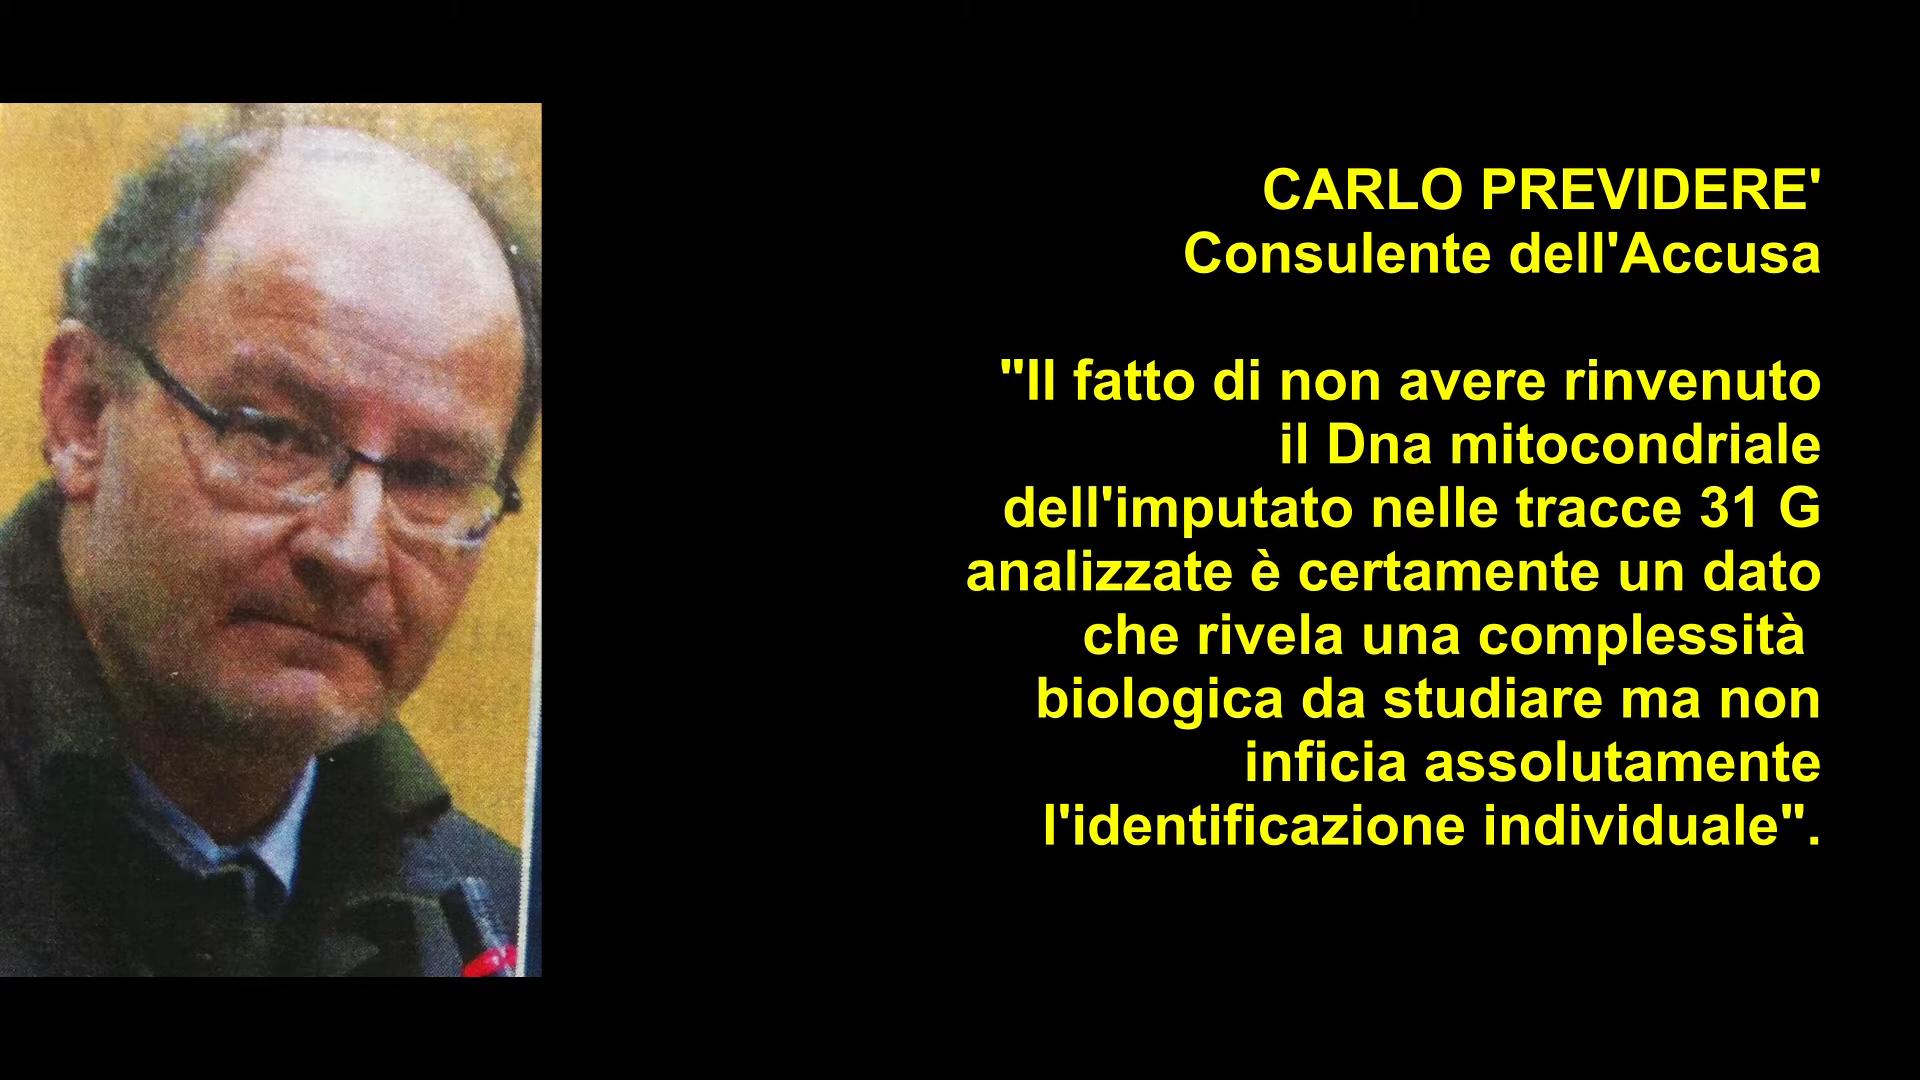 CARLO PREVIDERE'
Consulente dell'Accusa
"Il fatto di non avere rinvenuto
il Dna mitocondriale
dell'imputato nelle tracce 31 G
analizzate è certamente un dato
che rivela una complessità
biologica da studiare ma non
inficia assolutamente
l'identificazione individuale".